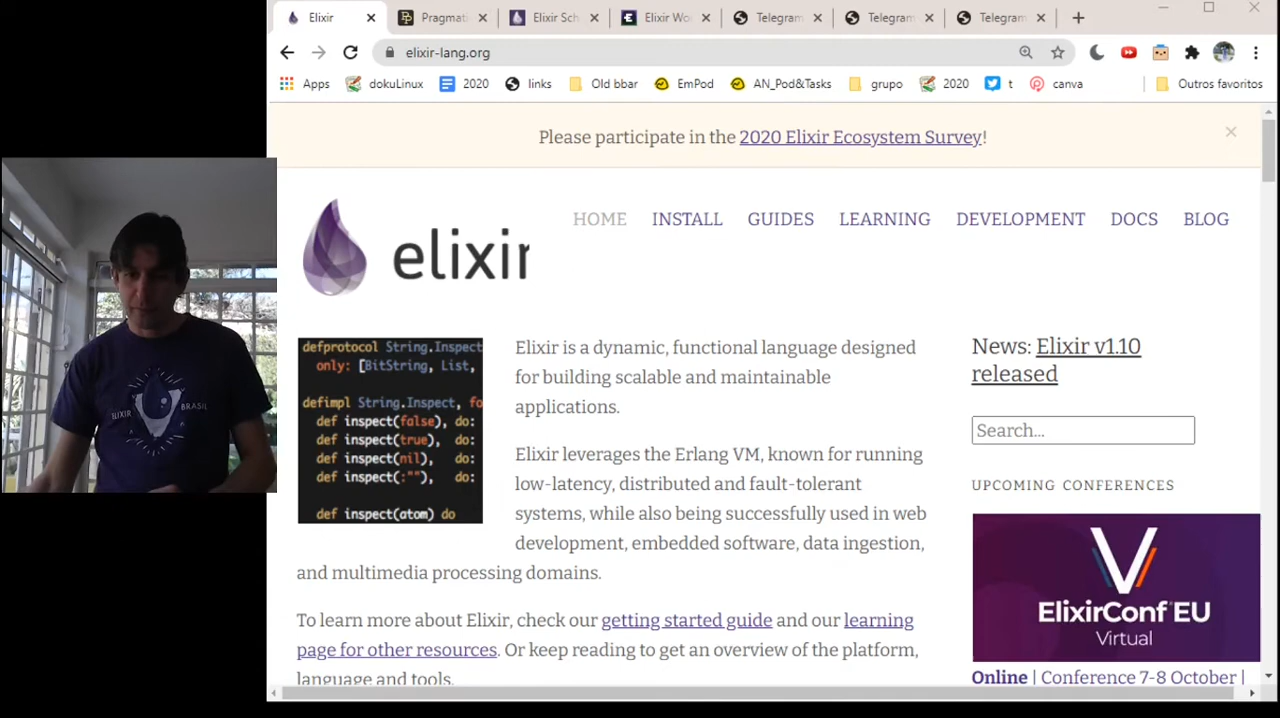 Elixir
Pragmati
Elixir Sch
Elixir Wo
Telegram
Telegram
Telegram
elixir-lang.org
Apps
dokuLinux
2020
links
Old bbar
EmPod
AN_Pod&Tasks
grupo
2020
t
canva
Outros favoritos
Please participate in the 2020 Elixir Ecosystem Survey!
elixir
HOME INSTALL GUIDES LEARNING DEVELOPMENT DOCS BLOG
defprotocol String.Inspect
only: [BitString, List,
defimpl String.Inspect, fo
def inspect(false), do:
def inspect(true), do:
def inspect(nil), do:
def inspect(:""), do:
def inspect(atom) do
Elixir is a dynamic, functional language designed
for building scalable and maintainable
applications.
Elixir leverages the Erlang VM, known for running
low-latency, distributed and fault-tolerant
systems, while also being successfully used in web
development, embedded software, data ingestion,
and multimedia processing domains.
To learn more about Elixir, check our getting started guide and our learning
page for other resources. Or keep reading to get an overview of the platform,
language and tools.
News: Elixir v1.10
released
Search...
UPCOMING CONFERENCES
ElixirConf EU
Virtual
Online | Conference 7-8 October |
ELIXIR BRASIL